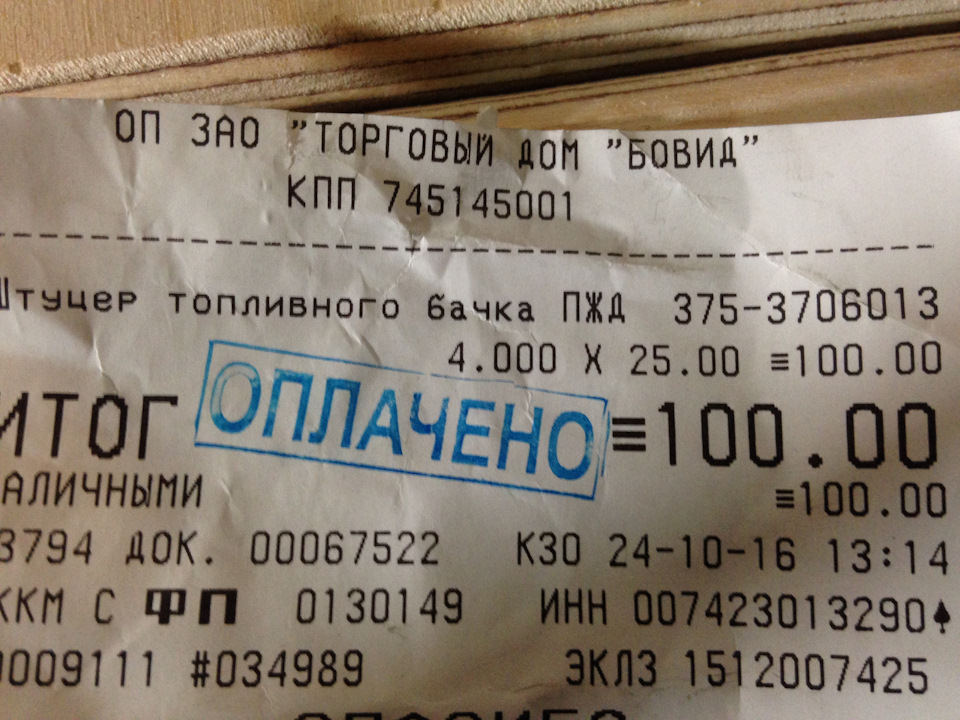 ОП ЗАО "ТОРГОВЫЙ ДОМ "БОВИД"
КПП 745145001
Штуцер топливного бачка ПЖД 375-3706013
4.000 X 25.00 ≡100.00
ИТОГ ≡100.00
ОПЛАЧЕНО
АЛИЧНЫМИ ≡100.00
3794 ДОК. 00067522 КЗО 24-10-16 13:14
ККМ С ФП 0130149 ИНН 007423013290
0009111 #034989 ЭКЛЗ 1512007425